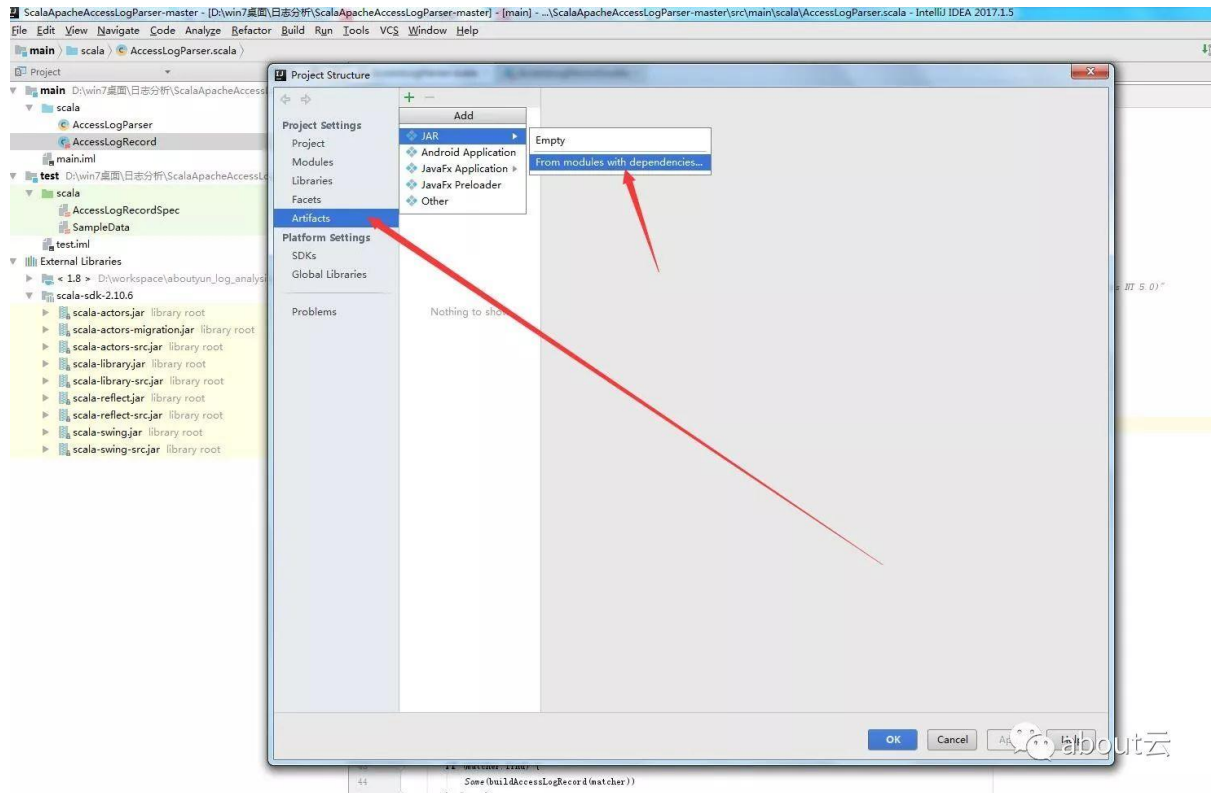 ScalaApacheAccessLogParser-master - [D:\win7桌面\日志分析\ScalaApacheAccessLogParser-master] - [main] - ...\ScalaApacheAccessLogParser-master\src\main\scala\AccessLogParser.scala - IntelliJ IDEA 2017.1.5
File Edit View Navigate Code Analyze Refactor Build Run Tools VCS Window Help
main scala AccessLogParser.scala
Project
main D:\win7桌面\日志分析\ScalaApacheAccess
scala
AccessLogParser
AccessLogRecord
main.iml
test D:\win7桌面\日志分析\ScalaApacheAccessLo
scala
AccessLogRecordSpec
SampleData
test.iml
External Libraries
< 1.8 > D:\workspace\aboutyun_log_analysi
scala-sdk-2.10.6
scala-actors.jar library root
scala-actors-migration.jar library root
scala-actors-src.jar library root
scala-library.jar library root
scala-library-src.jar library root
scala-reflect.jar library root
scala-reflect-src.jar library root
scala-swing.jar library root
scala-swing-src.jar library root
Project Structure
Project Settings
Project
Modules
Libraries
Facets
Artifacts
Platform Settings
SDKs
Global Libraries
Problems
Add
JAR
Android Application
JavaFx Application
JavaFx Preloader
Other
Empty
From modules with dependencies...
Nothing to sho
NT 5.0)"
OK Cancel Help
about云
44 Some(buildAccessLogRecord(matcher))